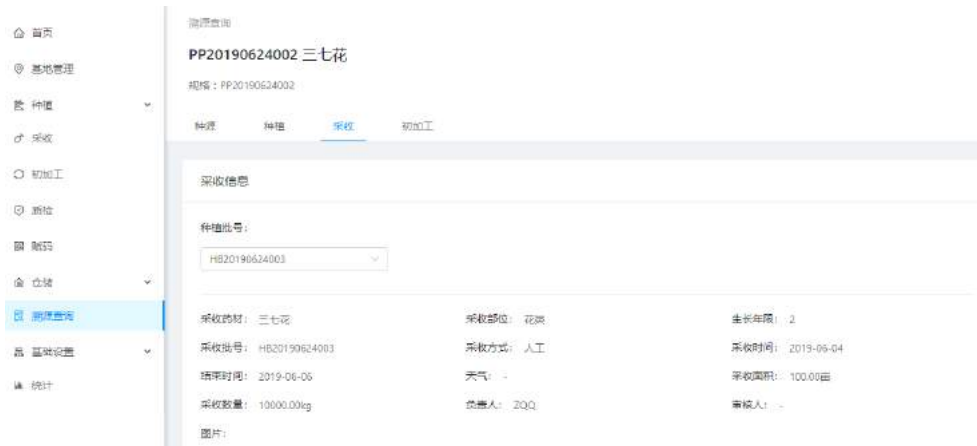 首页
基地管理
种植
采收
初加工
质检
赋码
仓储
溯源查询
基础设置
统计
溯源查询
PP20190624002 三七花
规格：PP20190624002
种源 种植 采收 初加工
采收信息
种植批号：
HB20190624003
采收药材： 三七花 采收部位： 花类 生长年限： 2
采收批号： HB20190624003 采收方式： 人工 采收时间： 2019-06-04
结束时间： 2019-06-06 天气： - 采收面积： 100.00亩
采收数量： 10000.00kg 负责人： ZQQ 审核人： -
图片：